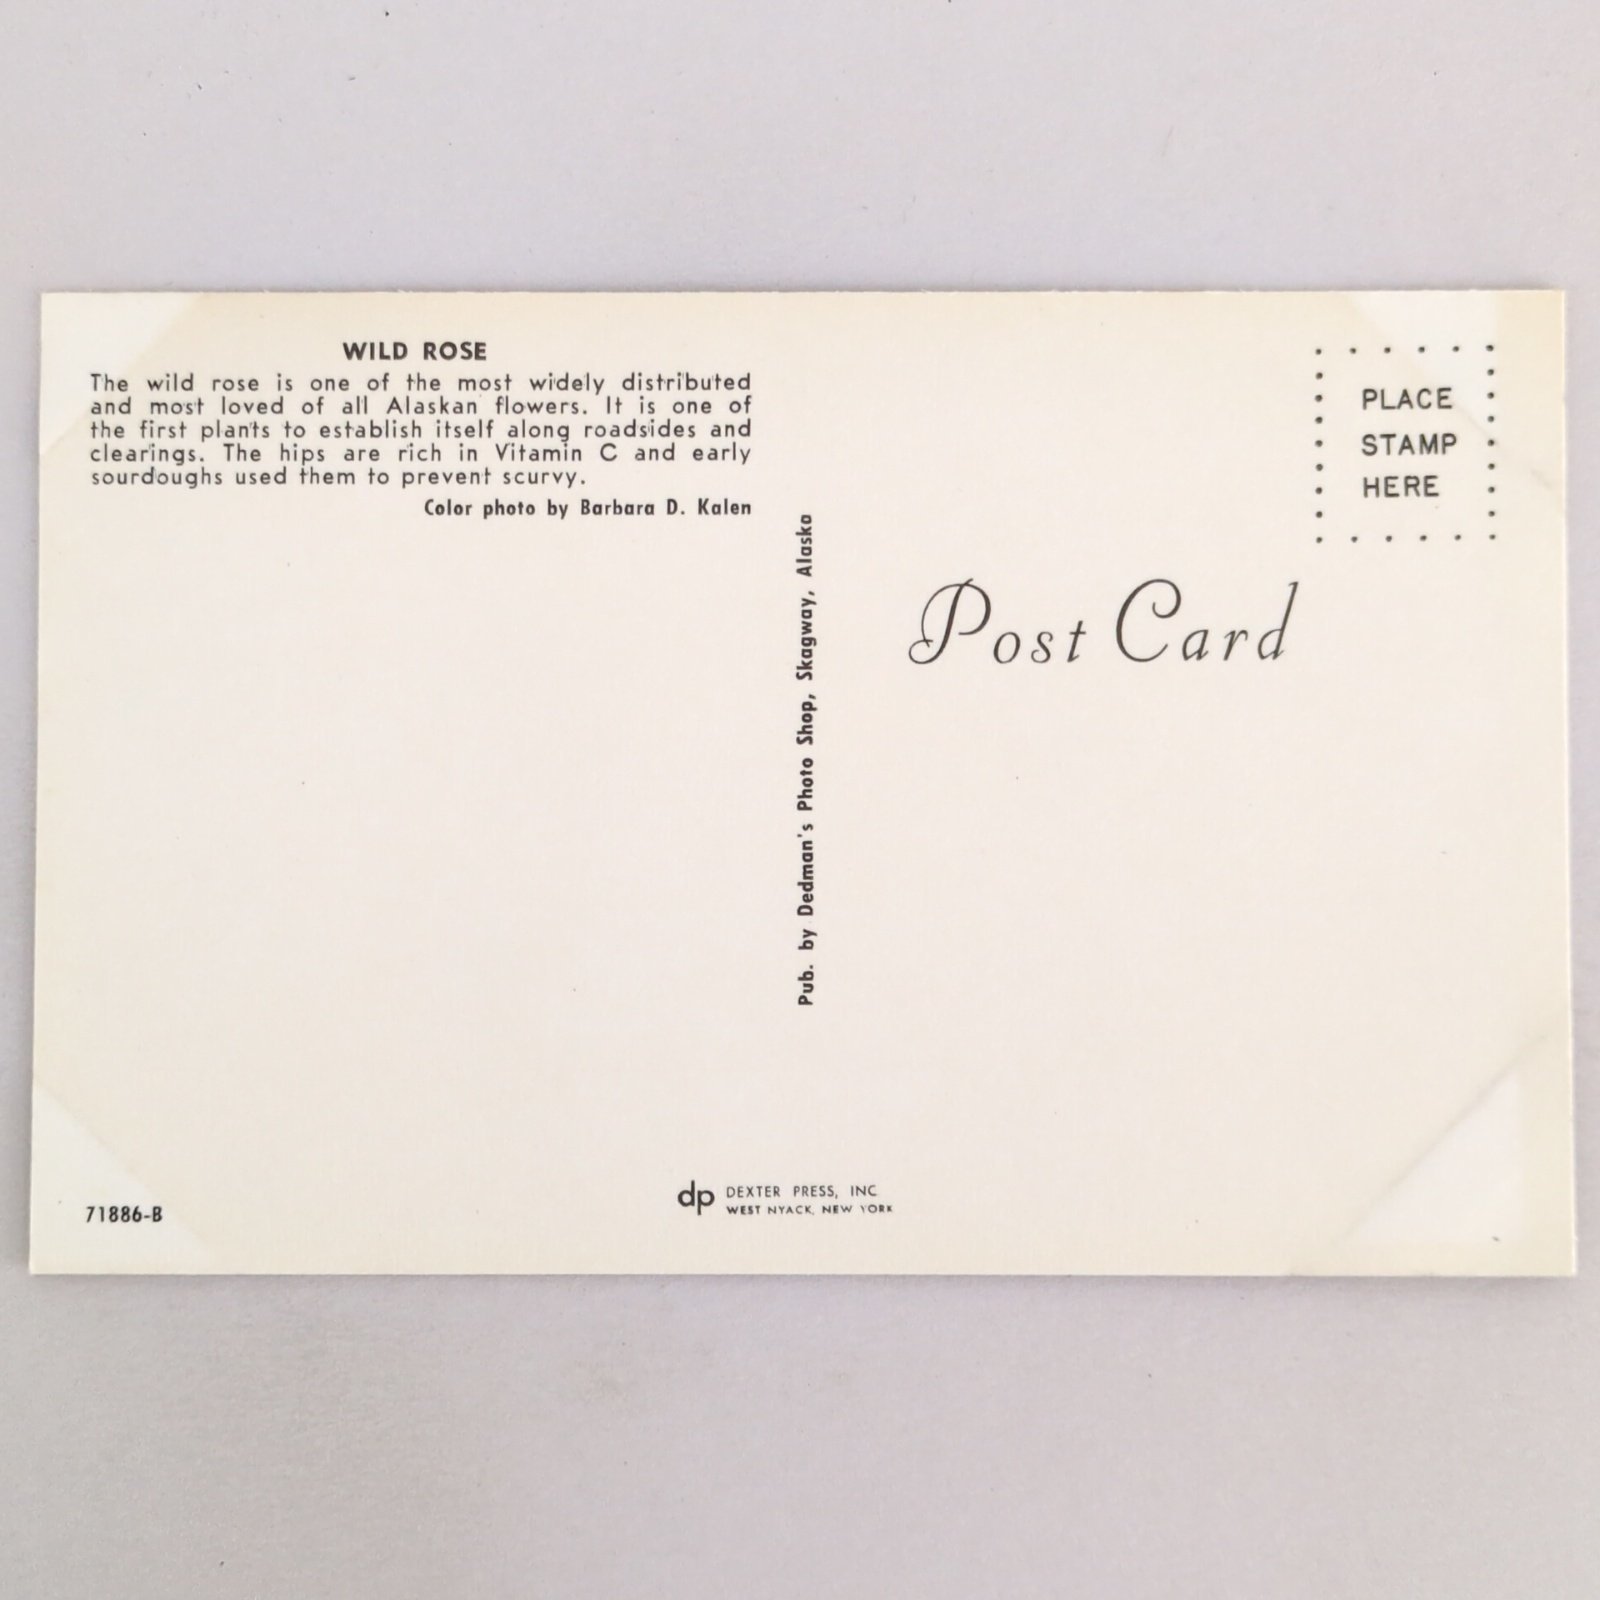 WILD ROSE
The wild rose is one of the most widely distributed
and most loved of all Alaskan flowers. It is one of
the first plants to establish itself along roadsides and
clearings. The hips are rich in Vitamin C and early
sourdoughs used them to prevent scurvy.
Color photo by Barbara D. Kalen
Pub. by Dedman's Photo Shop, Skagway, Alaska
PLACE
STAMP
HERE
Post Card
71886-B
dp DEXTER PRESS, INC
WEST NYACK, NEW YORK